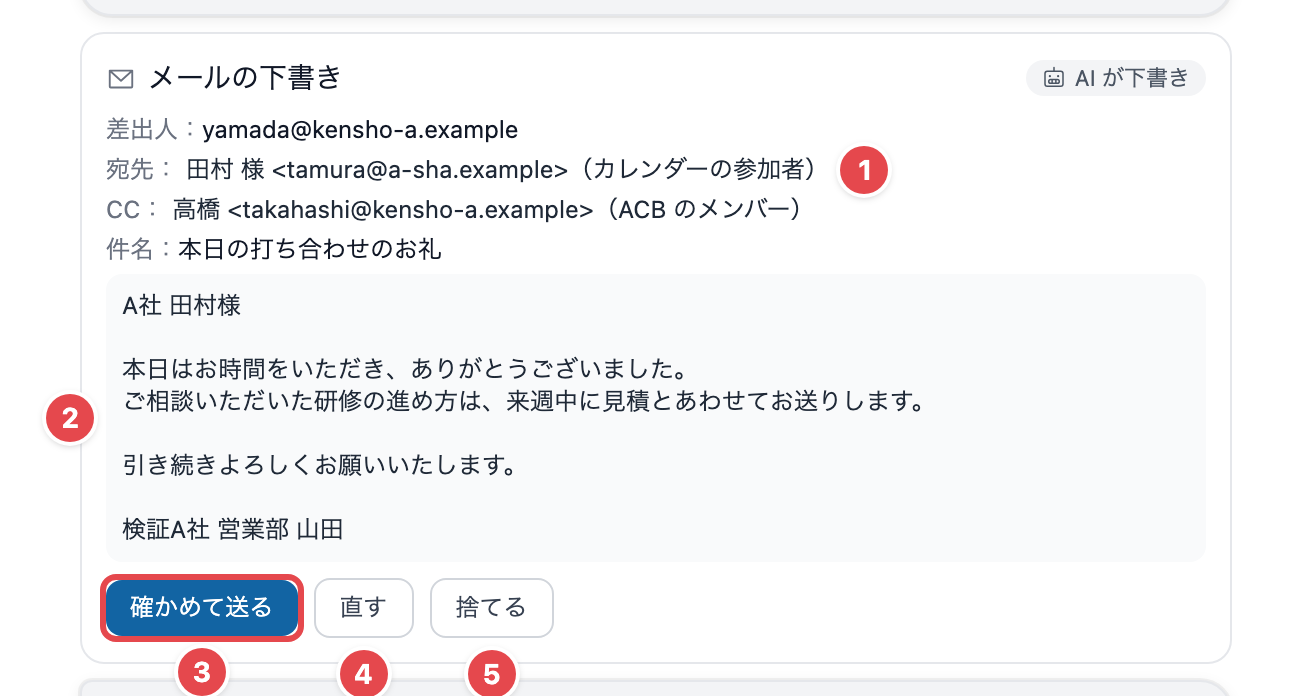 メールの下書き
AI が下書き
差出人：yamada@kensho-a.example
宛先： 田村 様 <tamura@a-sha.example>（カレンダーの参加者）
1
CC： 高橋 <takahashi@kensho-a.example>（ACB のメンバー）
件名：本日の打ち合わせのお礼
A社 田村様
本日はお時間をいただき、ありがとうございました。
ご相談いただいた研修の進め方は、来週中に見積とあわせてお送りします。
2
引き続きよろしくお願いいたします。
検証A社 営業部 山田
確かめて送る
直す
捨てる
3
4
5